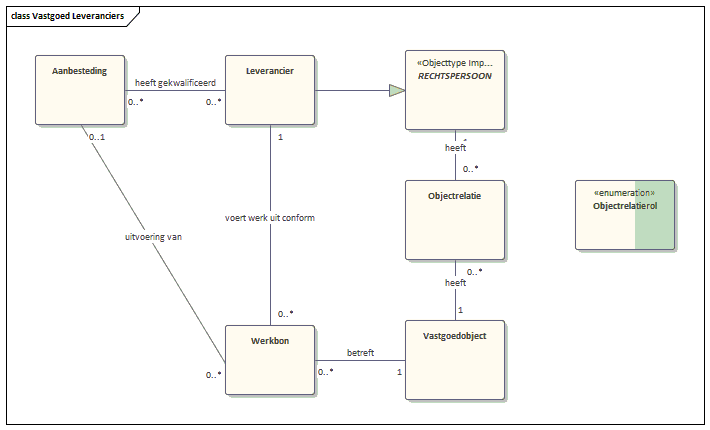 class Vastgoed Leveranciers
Aanbesteding
heeft gekwalificeerd
0..*
0..*
Leverancier
«Objecttype Imp...
RECHTSPERSOON
0..1
1
heeft
0..*
Objectrelatie
«enumeration»
Objectrelatierol
voert werk uit conform
uitvoering van
0..*
heeft
1
0..*
Werkbon
Vastgoedobject
betreft
0..*
0..*
1